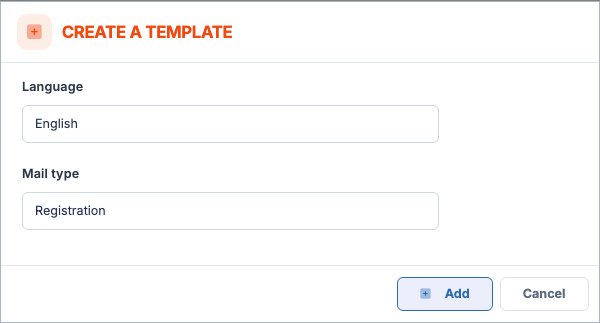 CREATE A TEMPLATE
Language
English
Mail type
Registration
Add
Cancel